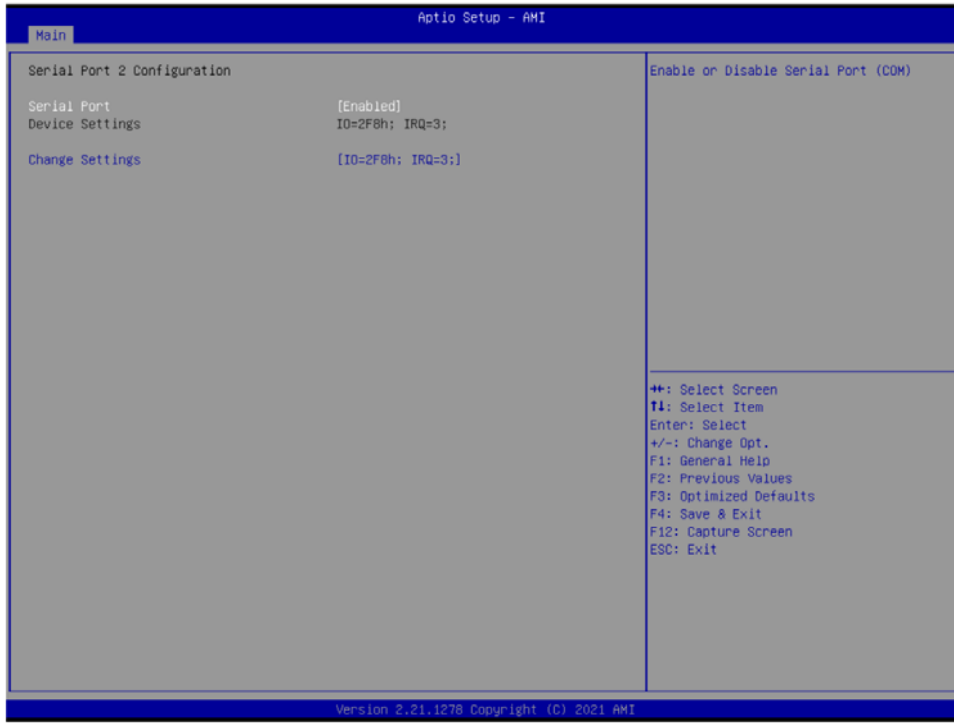 Aptio Setup - AMI
Main
Serial Port 2 Configuration
Serial Port [Enabled]
Device Settings IO=2F8h; IRQ=3;
Change Settings [IO=2F8h; IRQ=3;]
Enable or Disable Serial Port (COM)
→←: Select Screen
↑↓: Select Item
Enter: Select
+/-: Change Opt.
F1: General Help
F2: Previous Values
F3: Optimized Defaults
F4: Save & Exit
F12: Capture Screen
ESC: Exit
Version 2.21.1278 Copyright (C) 2021 AMI